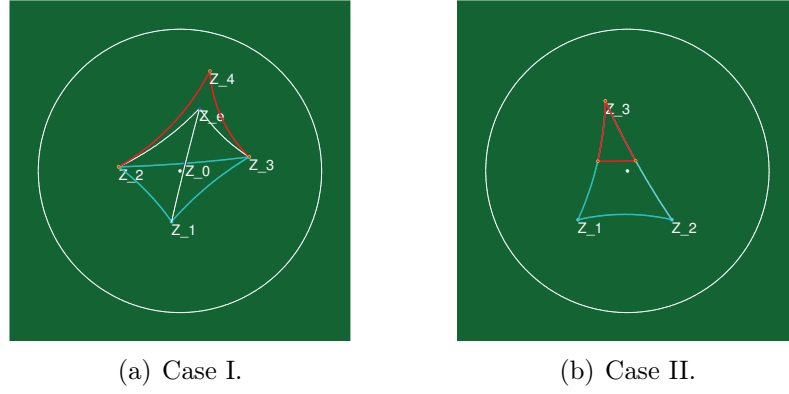 Z_4
Z_e
Z_2
Z_0
Z_3
Z_1
(a) Case I.
Z_3
Z_1
Z_2
(b) Case II.